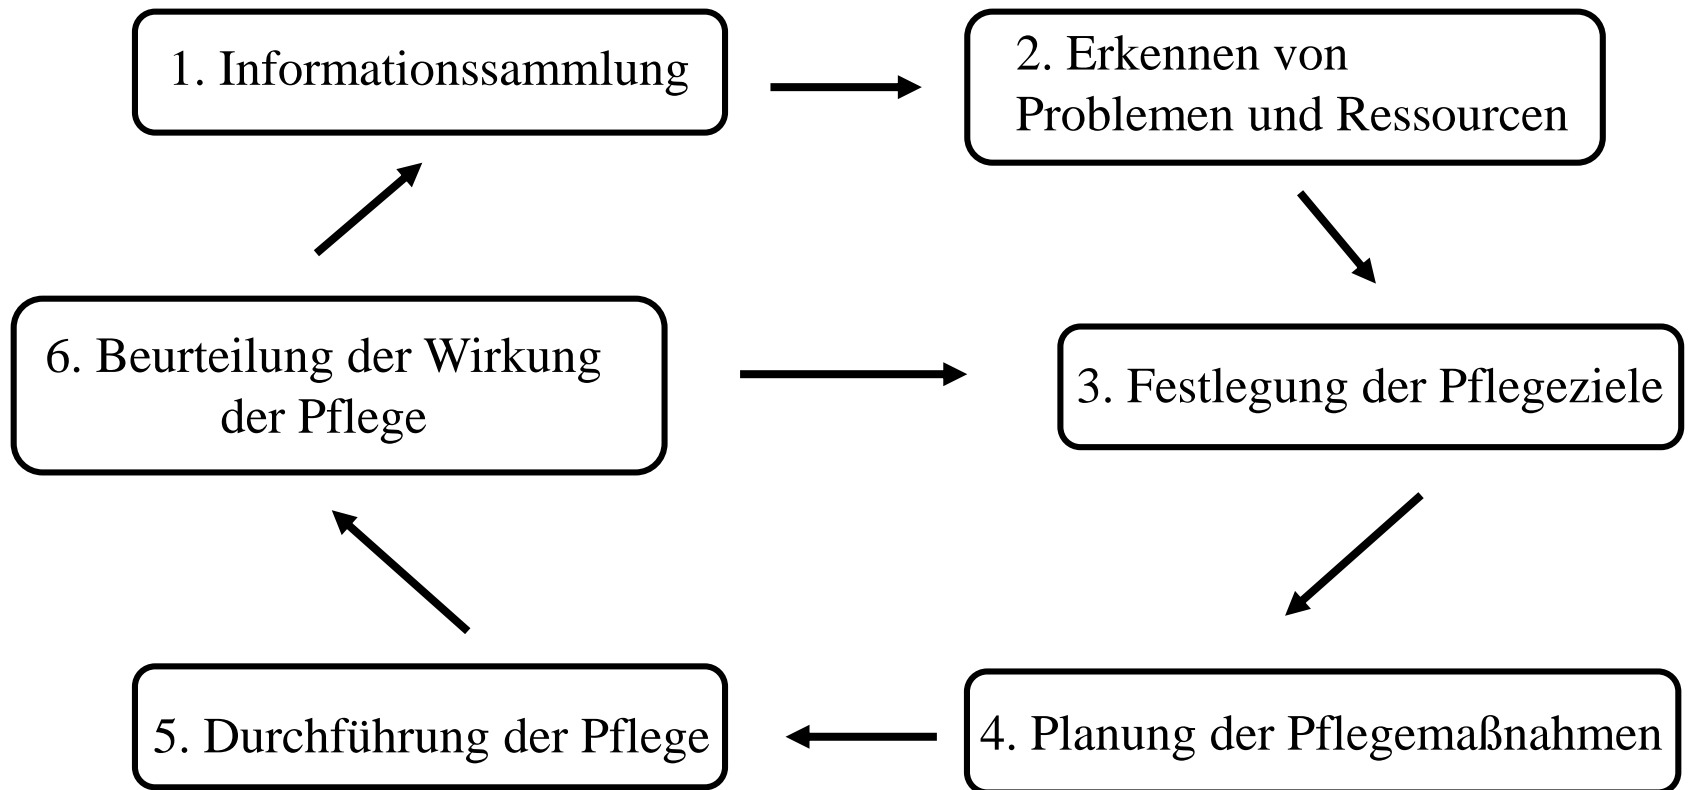 1. Informationssammlung
2. Erkennen von
Problemen und Ressourcen
3. Festlegung der Pflegeziele
4. Planung der Pflegemaßnahmen
5. Durchführung der Pflege
6. Beurteilung der Wirkung
der Pflege